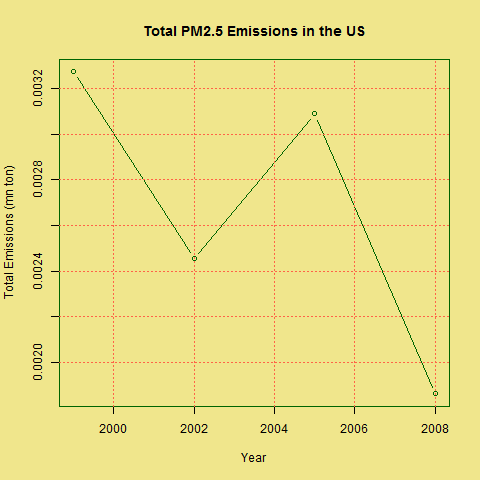 Total PM2.5 Emissions in the US
Total Emissions (mn ton)
0.0032
0.0028
0.0024
0.0020
2000 2002 2004 2006 2008
Year